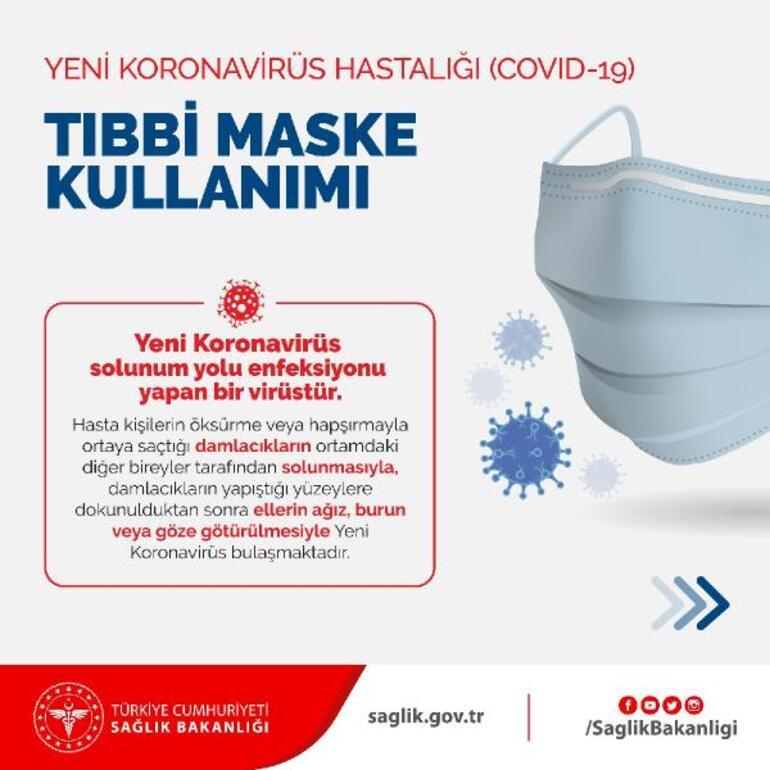 YENİ KORONAVİRÜS HASTALIĞI (COVID-19)
TIBBİ MASKE
KULLANIMI
Yeni Koronavirüs
solunum yolu enfeksiyonu
yapan bir virüstür.
Hasta kişilerin öksürme veya hapşırmayla
ortaya saçtığı damlacıkların ortamdaki
diğer bireyler tarafından solunmasıyla,
damlacıkların yapıştığı yüzeylere
dokunulduktan sonra ellerin ağız, burun
veya göze götürülmesiyle Yeni
Koronavirüs bulaşmaktadır.
TÜRKİYE CUMHURİYETİ
SAĞLIK BAKANLIĞI
saglik.gov.tr
/SaglikBakanligi